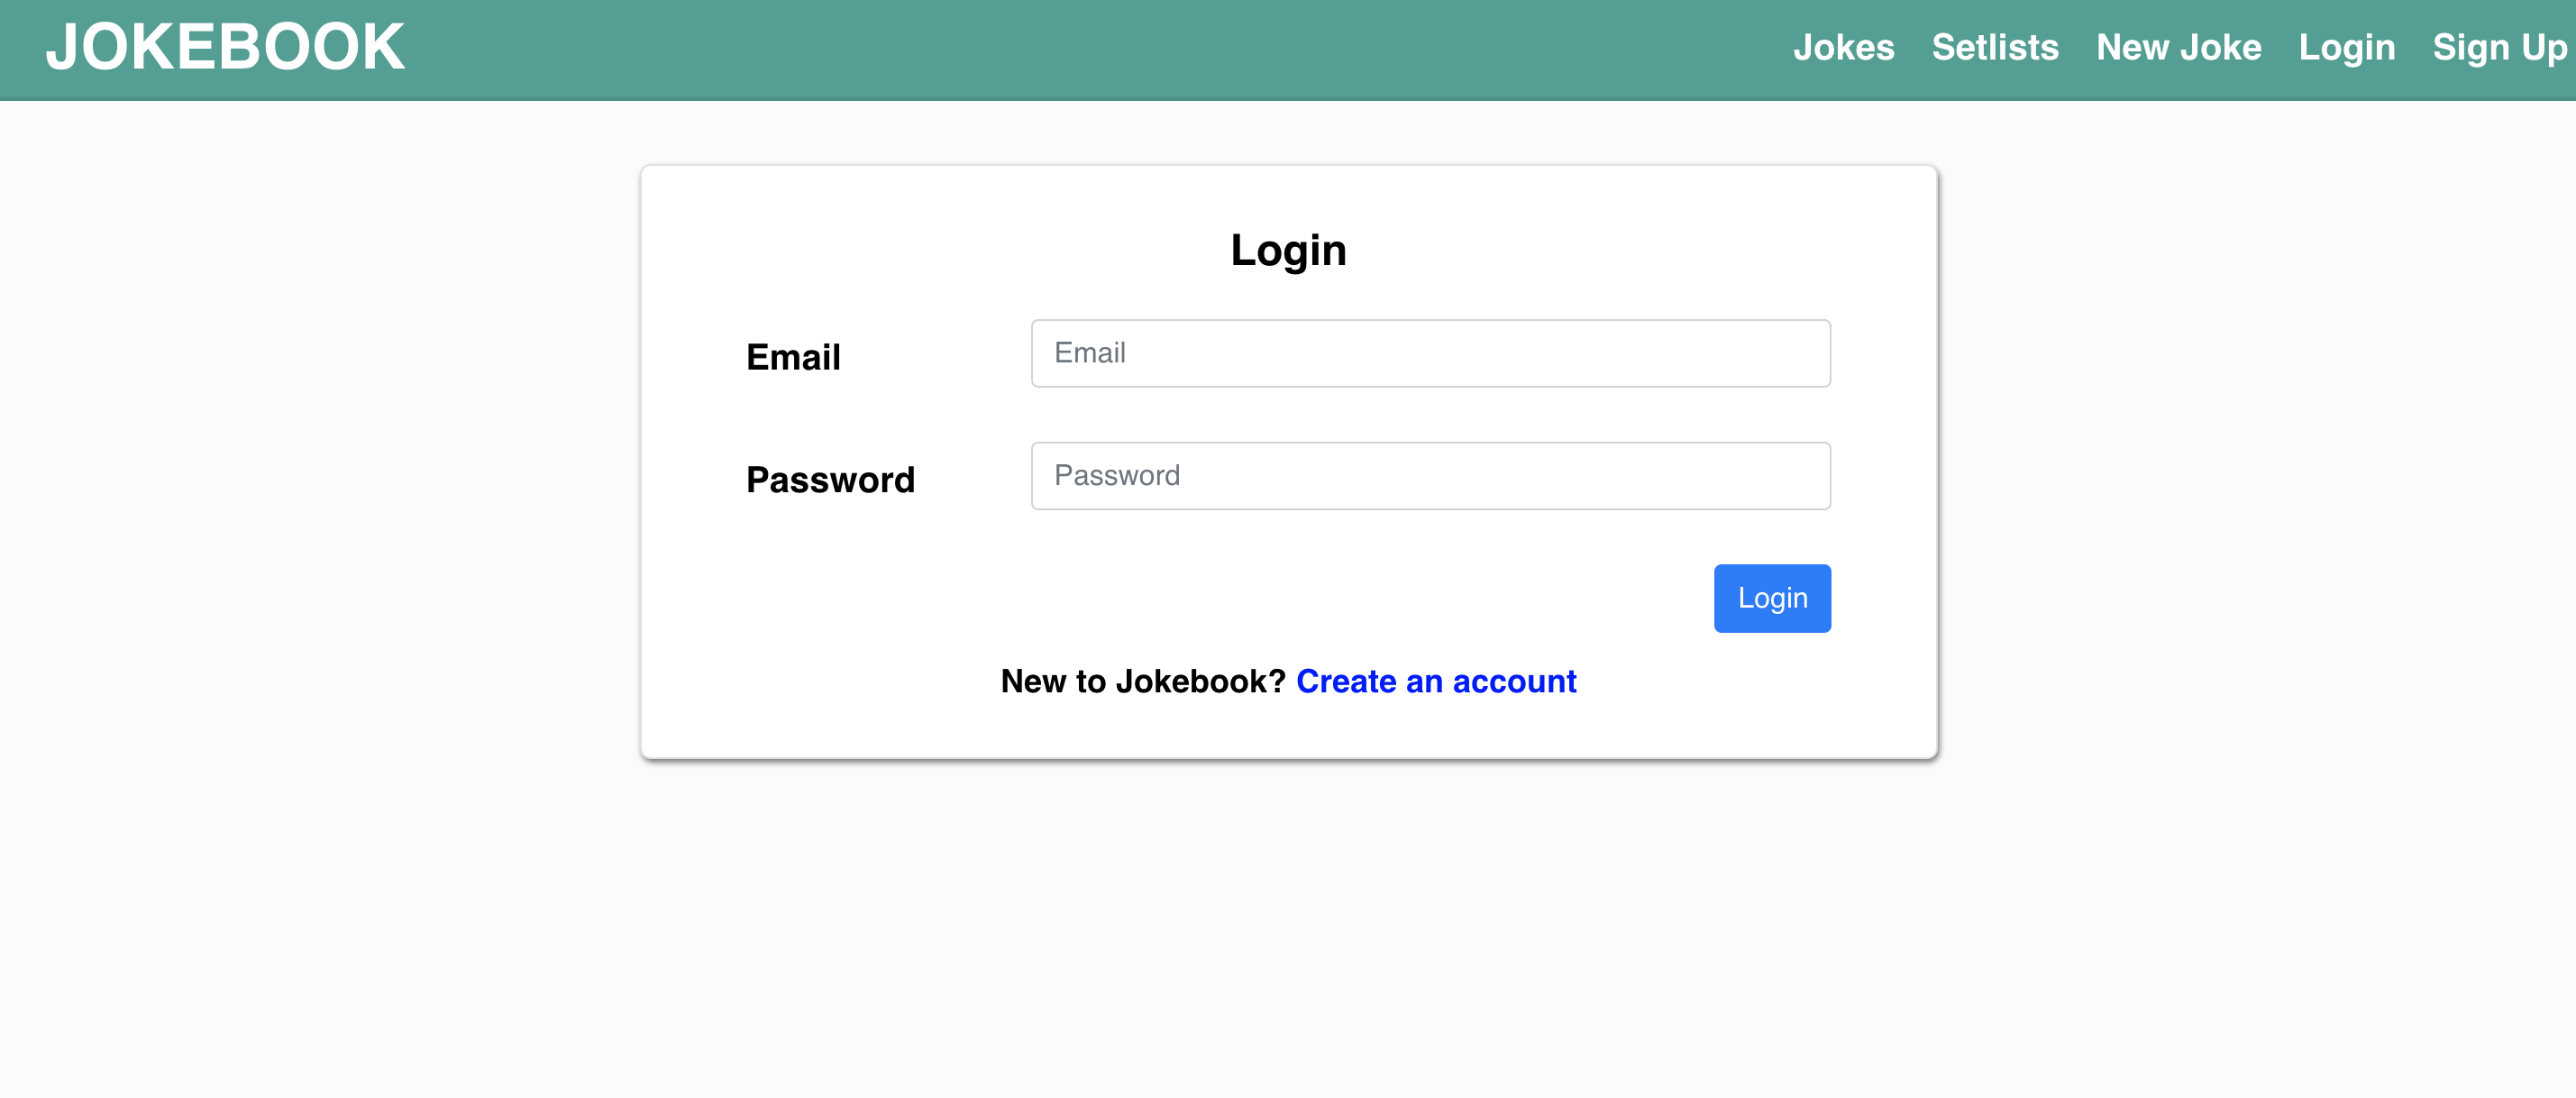 JOKEBOOK Jokes Setlists New Joke Login Sign Up
Login
Email Email
Password Password
Login
New to Jokebook? Create an account